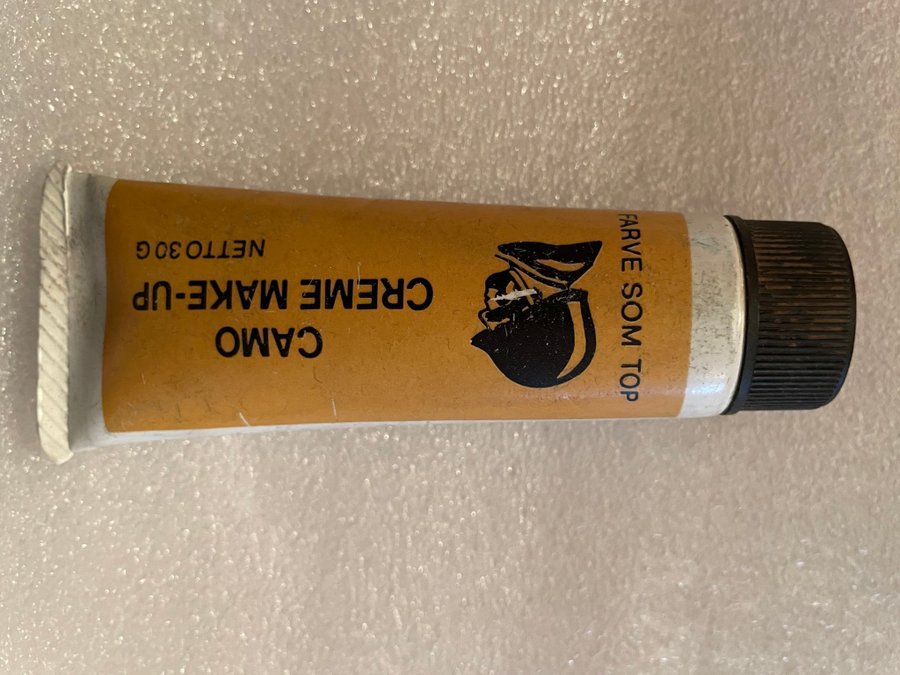 CAMO
CREME MAKE-UP
NETTO 30 G
FARVE SOM TOP